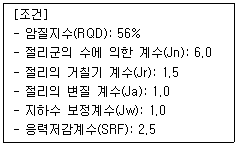 [조건]
- 암질지수(RQD): 56%
- 절리군의 수에 의한 계수(Jn): 6.0
- 절리의 거칠기 계수(Jr): 1.5
- 절리의 변질 계수(Ja): 1.0
- 지하수 보정계수(Jw): 1.0
- 응력저감계수(SRF): 2.5